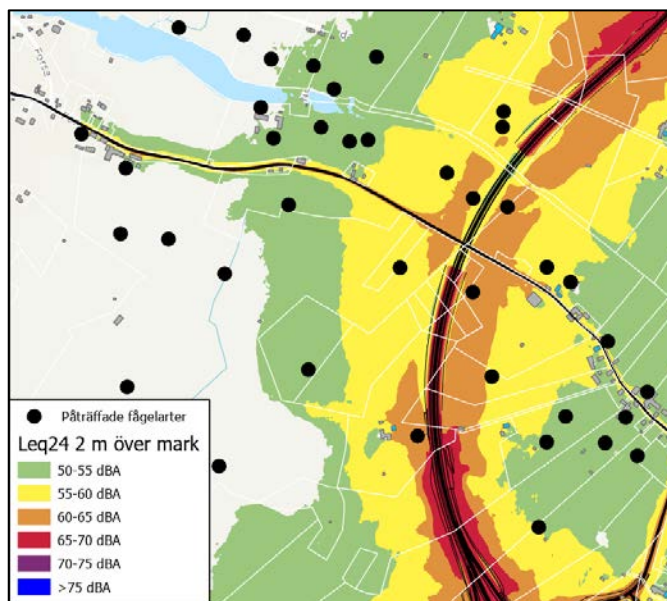 Forsa
Påträffade fågelarter
Leq24 2 m över mark
50-55 dBA
55-60 dBA
60-65 dBA
65-70 dBA
70-75 dBA
>75 dBA